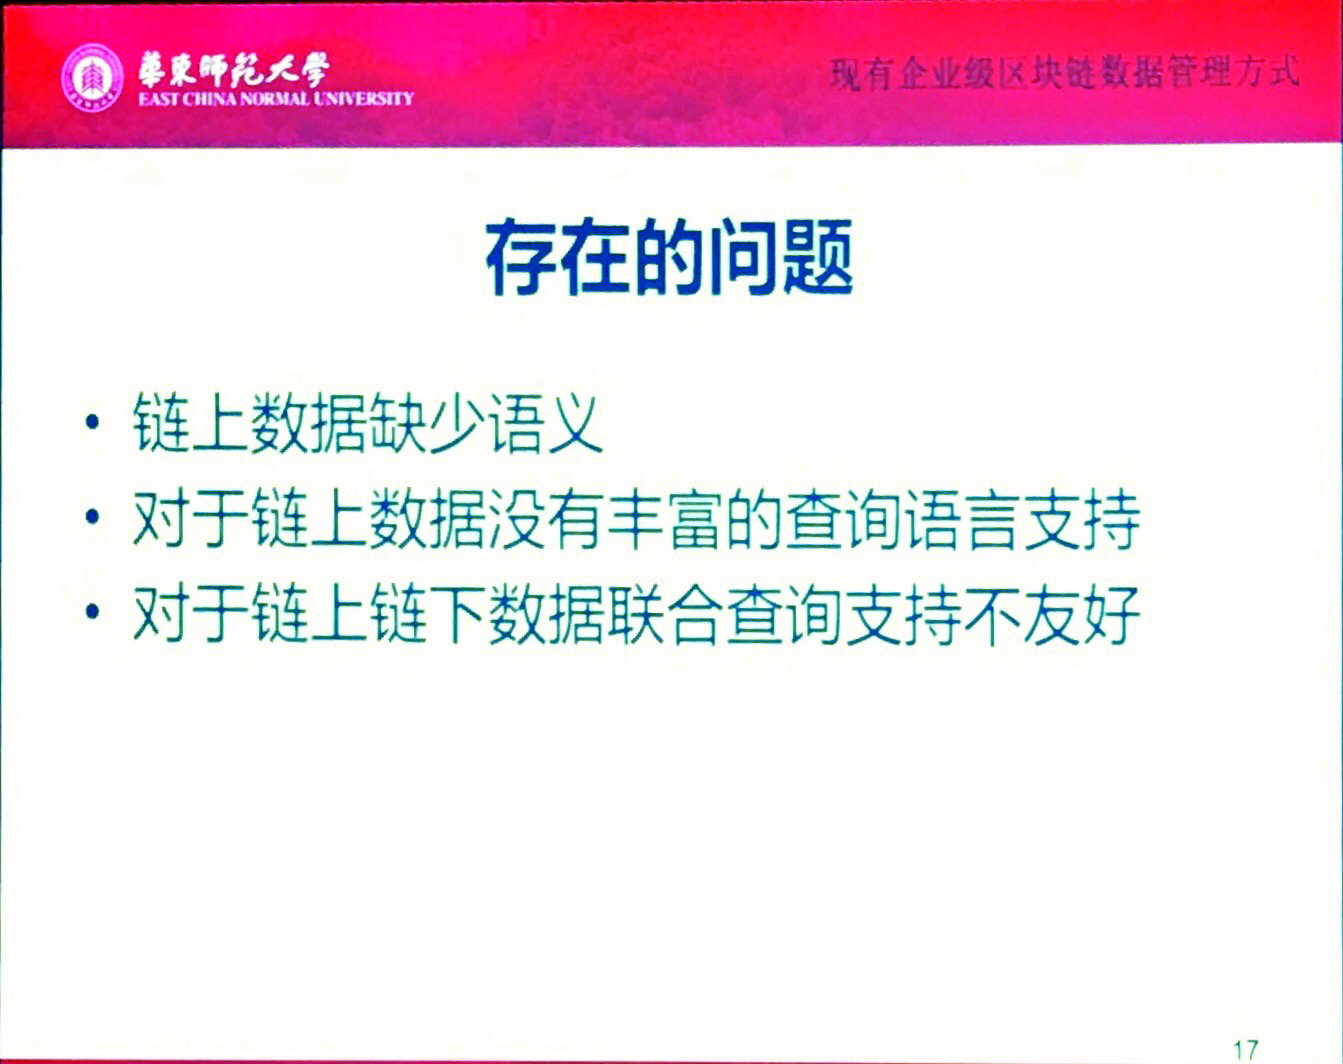 華東師範大學
EAST CHINA NORMAL UNIVERSITY
现有企业级区块链数据管理方式
存在的问题
• 链上数据缺少语义
• 对于链上数据没有丰富的查询语言支持
• 对于链上链下数据联合查询支持不友好
17